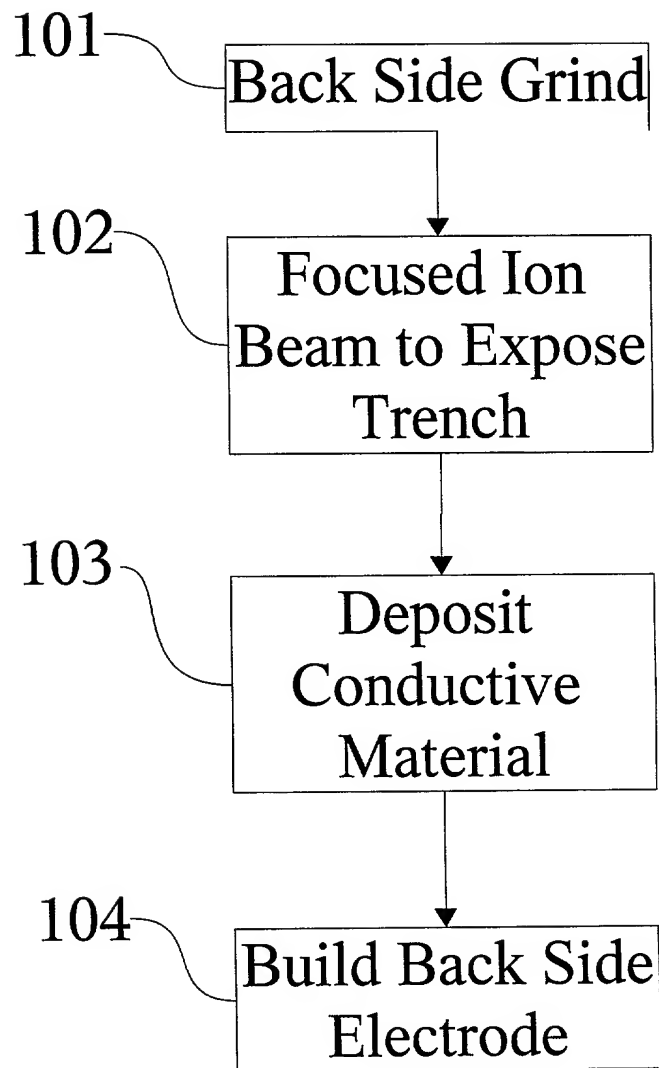 101
Back Side Grind
102
Focused Ion
Beam to Expose
Trench
103
Deposit
Conductive
Material
104
Build Back Side
Electrode